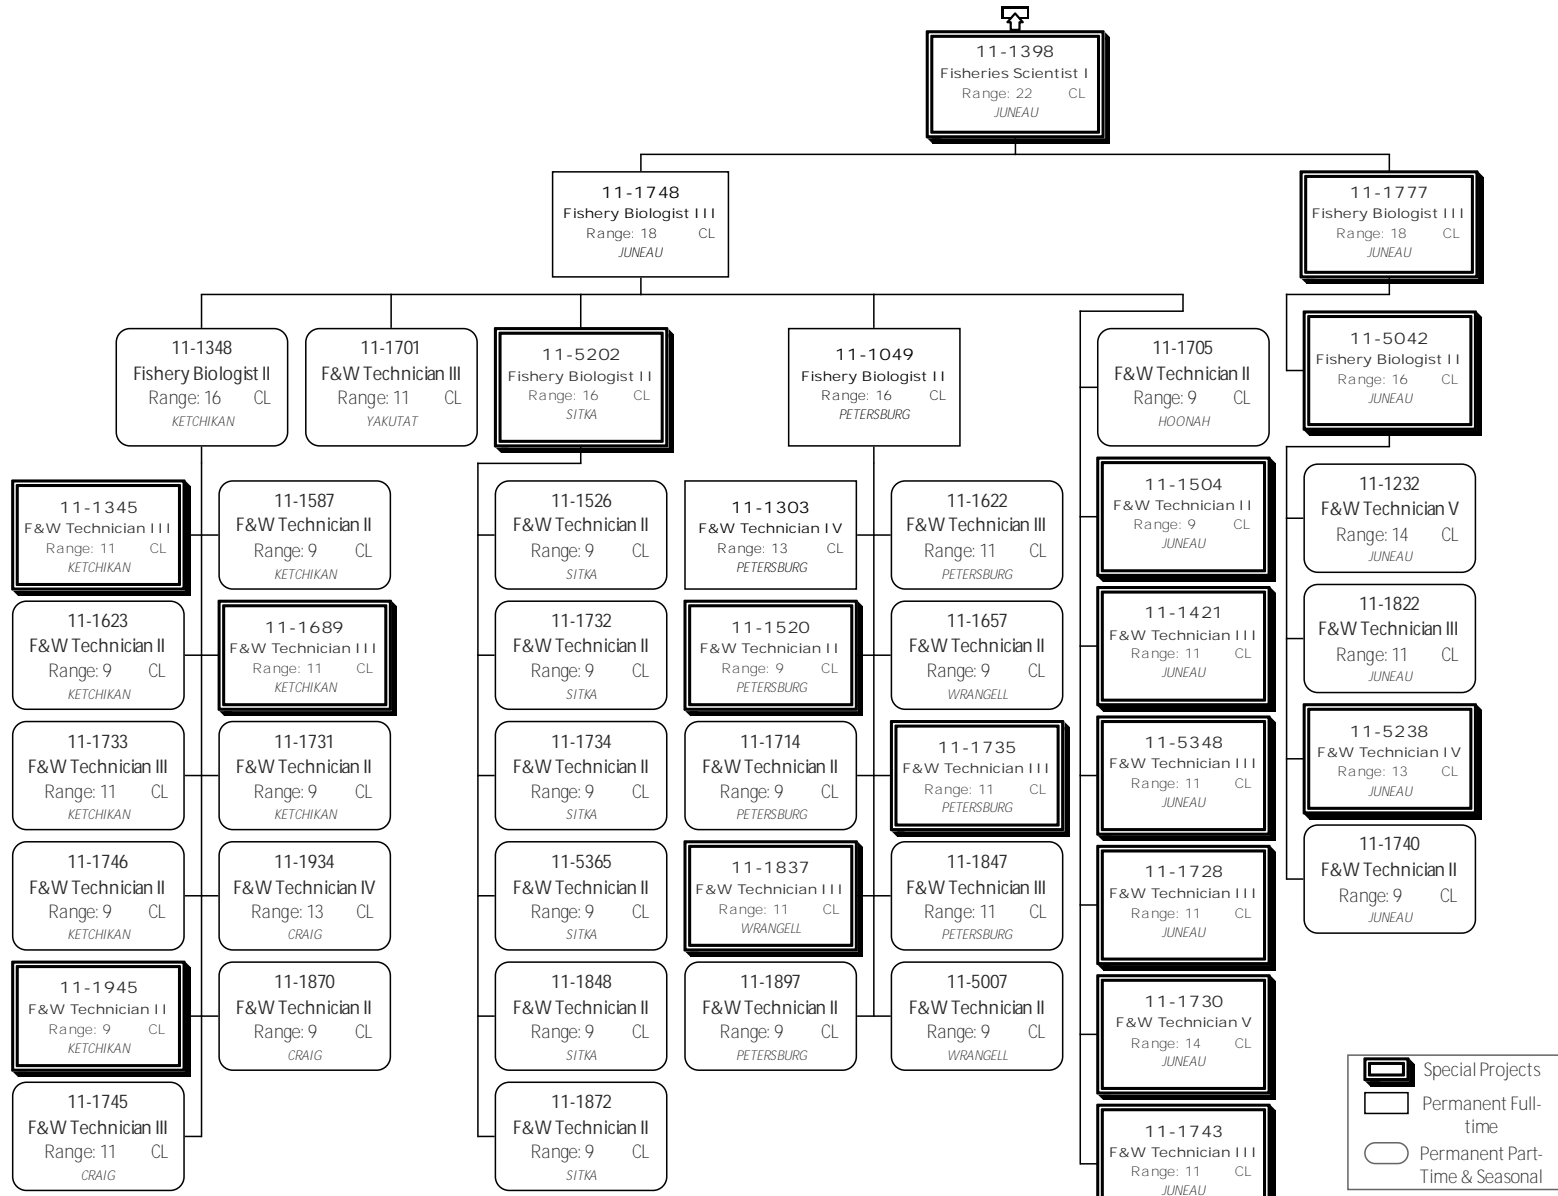 11-1398
Fisheries Scientist I
Range: 22 CL
JUNEAU
11-1748
Fishery Biologist III
Range: 18 CL
JUNEAU
11-1777
Fishery Biologist III
Range: 18 CL
JUNEAU
11-1348
Fishery Biologist II
Range: 16 CL
KETCHIKAN
11-1701
F&W Technician III
Range: 11 CL
YAKUTAT
11-5202
Fishery Biologist II
Range: 16 CL
SITKA
11-1049
Fishery Biologist II
Range: 16 CL
PETERSBURG
11-1705
F&W Technician II
Range: 9 CL
HOONAH
11-5042
Fishery Biologist II
Range: 16 CL
JUNEAU
11-1345
F&W Technician III
Range: 11 CL
KETCHIKAN
11-1587
F&W Technician II
Range: 9 CL
KETCHIKAN
11-1526
F&W Technician II
Range: 9 CL
SITKA
11-1303
F&W Technician IV
Range: 13 CL
PETERSBURG
11-1622
F&W Technician III
Range: 11 CL
PETERSBURG
11-1504
F&W Technician II
Range: 9 CL
JUNEAU
11-1232
F&W Technician V
Range: 14 CL
JUNEAU
11-1623
F&W Technician II
Range: 9 CL
KETCHIKAN
11-1689
F&W Technician III
Range: 11 CL
KETCHIKAN
11-1732
F&W Technician II
Range: 9 CL
SITKA
11-1520
F&W Technician II
Range: 9 CL
PETERSBURG
11-1657
F&W Technician II
Range: 9 CL
WRANGELL
11-1421
F&W Technician III
Range: 11 CL
JUNEAU
11-1822
F&W Technician III
Range: 11 CL
JUNEAU
11-1733
F&W Technician III
Range: 11 CL
KETCHIKAN
11-1731
F&W Technician II
Range: 9 CL
KETCHIKAN
11-1734
F&W Technician II
Range: 9 CL
SITKA
11-1714
F&W Technician II
Range: 9 CL
PETERSBURG
11-1735
F&W Technician III
Range: 11 CL
PETERSBURG
11-5348
F&W Technician III
Range: 11 CL
JUNEAU
11-5238
F&W Technician IV
Range: 13 CL
JUNEAU
11-1746
F&W Technician II
Range: 9 CL
KETCHIKAN
11-1934
F&W Technician IV
Range: 13 CL
CRAIG
11-5365
F&W Technician II
Range: 9 CL
SITKA
11-1837
F&W Technician III
Range: 11 CL
WRANGELL
11-1847
F&W Technician III
Range: 11 CL
PETERSBURG
11-1728
F&W Technician III
Range: 11 CL
JUNEAU
11-1740
F&W Technician II
Range: 9 CL
JUNEAU
11-1945
F&W Technician II
Range: 9 CL
KETCHIKAN
11-1870
F&W Technician II
Range: 9 CL
CRAIG
11-1848
F&W Technician II
Range: 9 CL
SITKA
11-1897
F&W Technician II
Range: 9 CL
PETERSBURG
11-5007
F&W Technician II
Range: 9 CL
WRANGELL
11-1730
F&W Technician V
Range: 14 CL
JUNEAU
11-1745
F&W Technician III
Range: 11 CL
CRAIG
11-1872
F&W Technician II
Range: 9 CL
SITKA
11-1743
F&W Technician III
Range: 11 CL
JUNEAU
Special Projects
Permanent Full-
time
Permanent Part-
Time & Seasonal